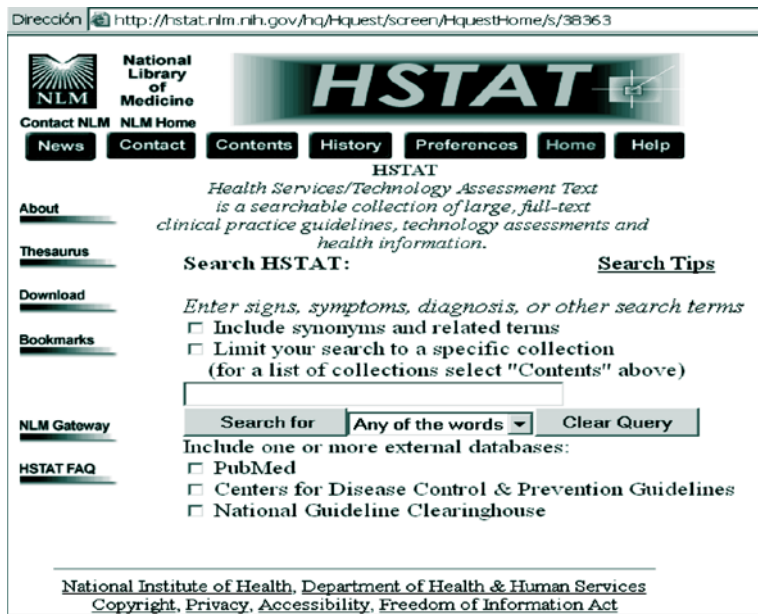 Dirección http://hstat.nlm.nih.gov/hq/Hquest/screen/HquestHome/s/38363
NLM
National
Library
of
Medicine
HSTAT
Contact NLM NLM Home
News Contact Contents History Preferences Home Help
HSTAT
Health Services/Technology Assessment Text
is a searchable collection of large, full-text
clinical practice guidelines, technology assessments and
health information.
About
Thesaurus
Download
Bookmarks
NLM Gateway
HSTAT FAQ
Search HSTAT: Search Tips
Enter signs, symptoms, diagnosis, or other search terms
Include synonyms and related terms
Limit your search to a specific collection
(for a list of collections select "Contents" above)
Search for Any of the words Clear Query
Include one or more external databases:
PubMed
Centers for Disease Control & Prevention Guidelines
National Guideline Clearinghouse
National Institute of Health, Department of Health & Human Services
Copyright, Privacy, Accessibility, Freedom of Information Act